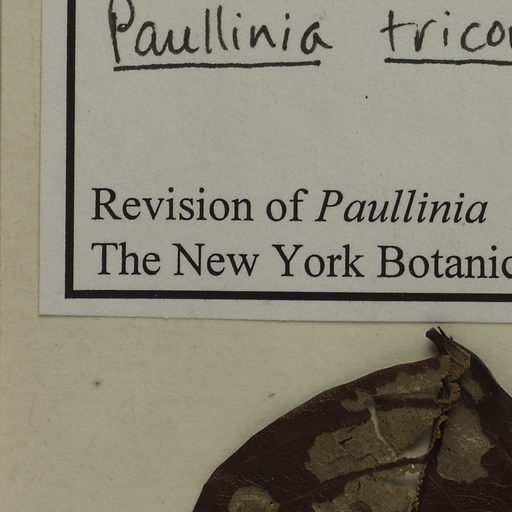 Paullinia
Revision of Paullinia
The New York